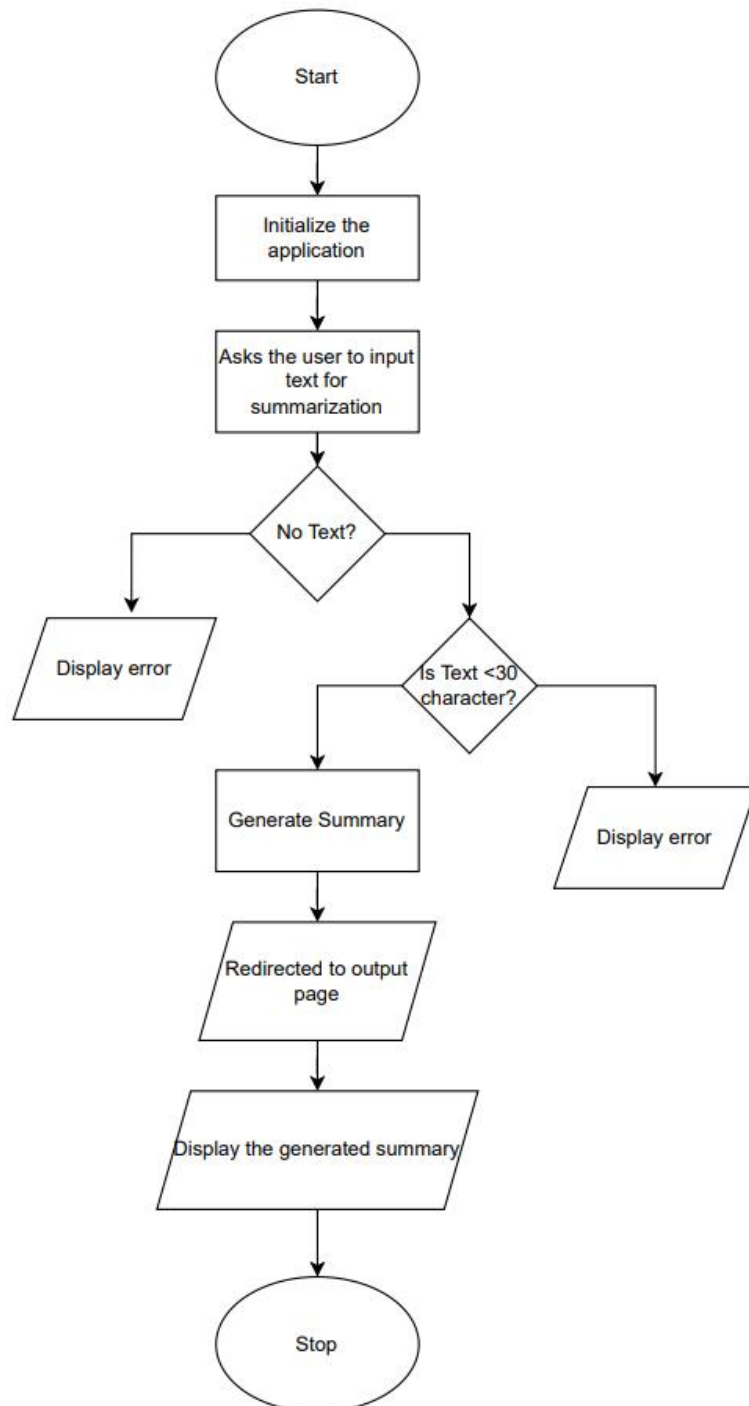 Start
Initialize the
application
Asks the user to input
text for
summarization
No Text?
Display error
Is Text <30
character?
Generate Summary
Display error
Redirected to output
page
Display the generated summary
Stop